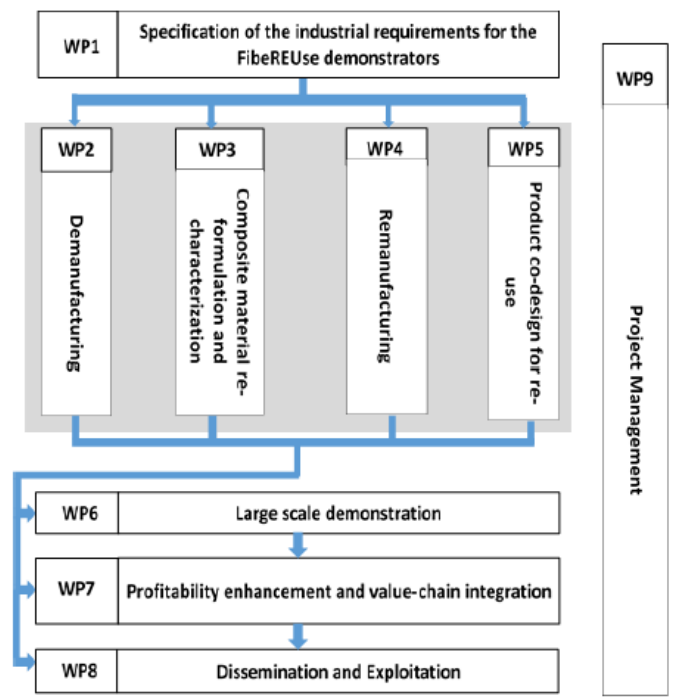 WP1
Specification of the industrial requirements for the
FibeREUse demonstrators
WP9
Project Management
WP2
Demanufacturing
WP3
Composite material re-
formulation and
characterization
WP4
Remanufacturing
WP5
Product co-design for re-
use
WP6
Large scale demonstration
WP7
Profitability enhancement and value-chain integration
WP8
Dissemination and Exploitation